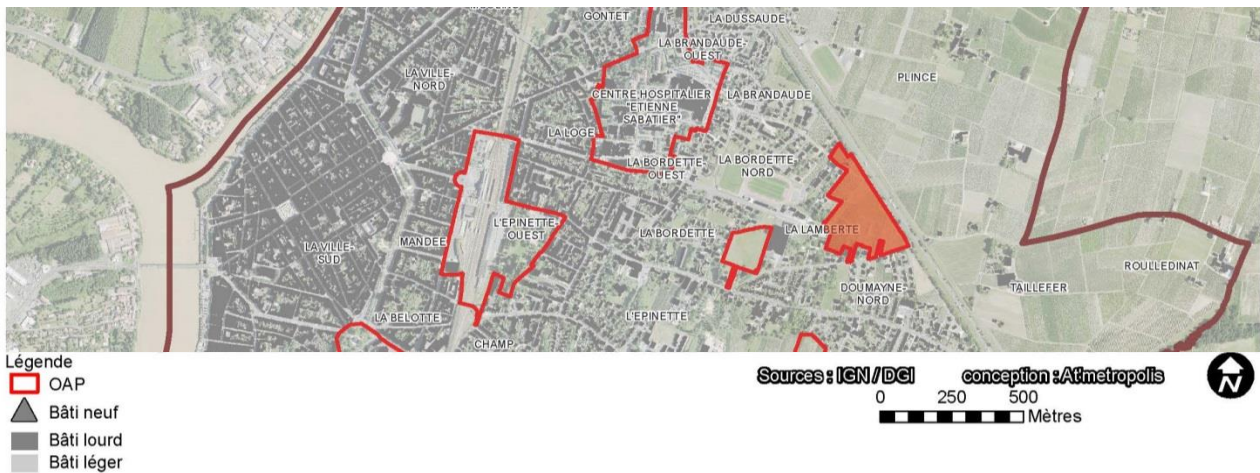 GONTET
LA DUSSAUDE
LA BRANDAUDE-
OUEST
LA VILLE-
NORD
PLINCE
CENTRE HOSPITALIER
"ETIENNE
SABATIER"
LA BRANDAUDE
LA LOGE
LA BORDETTE-
OUEST
LA BORDETTE-
NORD
L'EPINETTE-
OUEST
LA VILLE-
SUD
MANDEE
LA BORDETTE
LA LAMBERTE
ROULLEDINAT
DOUMAYNE-
NORD
TAILLEFER
LA BELOTTE
L'EPINETTE
CHAMP
Légende
OAP
Bâti neuf
Bâti lourd
Bâti léger
Sources : IGN / DGI conception : At'metropolis
0 250 500
Mètres
N